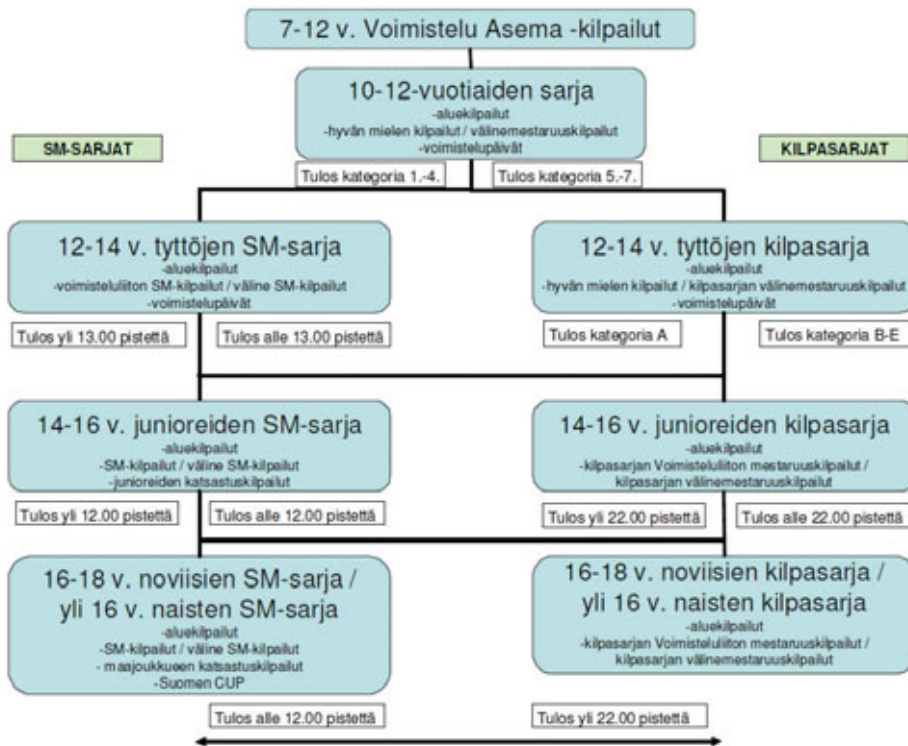 7-12 v. Voimistelu Asema -kilpailut
10-12-vuotiaiden sarja
-aluekilpailut
-hyvän mielen kilpailut / välinemestaruuskilpailut
-voimistelupäivät
SM-SARJAT
KILPASARJAT
Tulos kategoria 1.-4.
Tulos kategoria 5.-7.
12-14 v. tyttöjen SM-sarja
-aluekilpailut
-voimisteluliiton SM-kilpailut / väline SM-kilpailut
-voimistelupäivät
12-14 v. tyttöjen kilpasarja
-aluekilpailut
-hyvän mielen kilpailut / kilpasarjan välinemestaruuskilpailut
-voimistelupäivät
Tulos yli 13.00 pistettä
Tulos alle 13.00 pistettä
Tulos kategoria A
Tulos kategoria B-E
14-16 v. junioreiden SM-sarja
-aluekilpailut
-SM-kilpailut / väline SM-kilpailut
-junioreiden katsastuskilpailut
14-16 v. junioreiden kilpasarja
-aluekilpailut
-kilpasarjan Voimisteluliiton mestaruuskilpailut /
kilpasarjan välinemestaruuskilpailut
Tulos yli 12.00 pistettä
Tulos alle 12.00 pistettä
Tulos yli 22.00 pistettä
Tulos alle 22.00 pistettä
16-18 v. noviisien SM-sarja /
yli 16 v. naisten SM-sarja
-aluekilpailut
-SM-kilpailut / väline SM-kilpailut
- maajoukkueen katsastuskilpailut
-Suomen CUP
16-18 v. noviisien kilpasarja /
yli 16 v. naisten kilpasarja
-aluekilpailut
-kilpasarjan Voimisteluliiton mestaruuskilpailut /
kilpasarjan välinemestaruuskilpailut
Tulos alle 12.00 pistettä
Tulos yli 22.00 pistettä